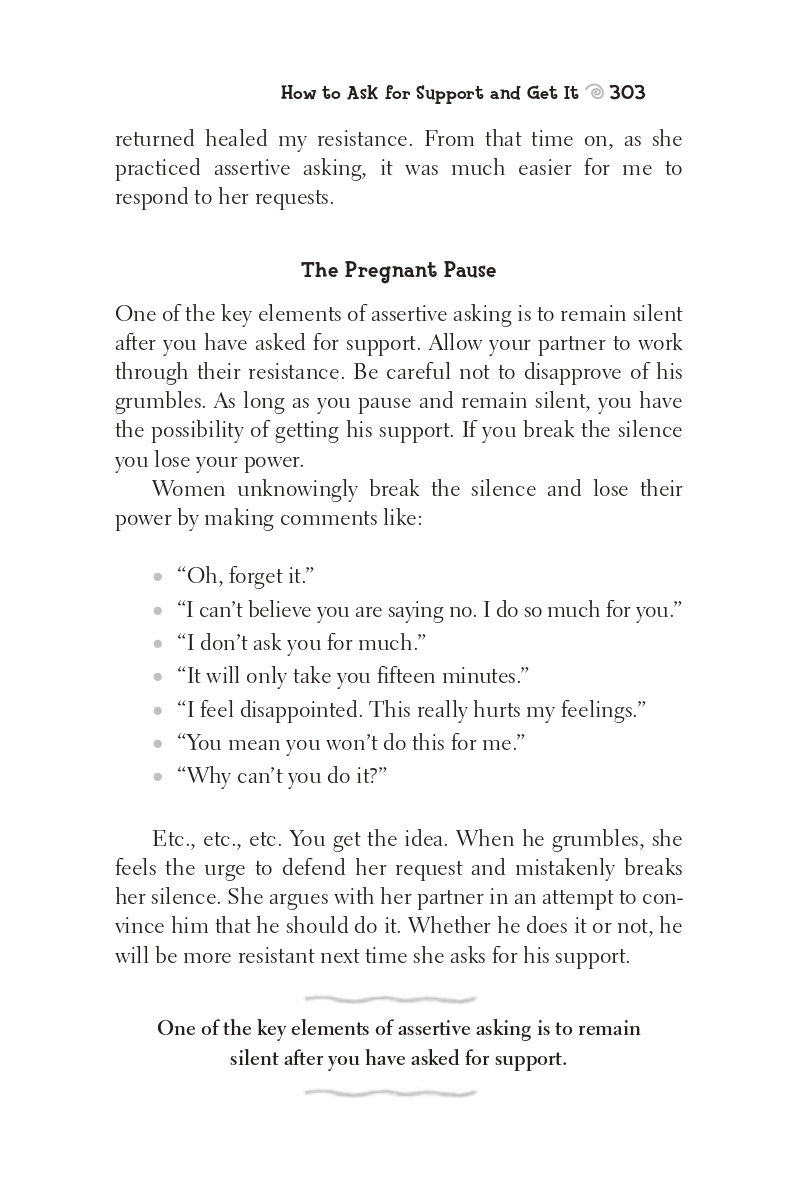 How to Ask for Support and Get It 303
returned healed my resistance. From that time on, as she
practiced assertive asking, it was much easier for me to
respond to her requests.
The Pregnant Pause
One of the key elements of assertive asking is to remain silent
after you have asked for support. Allow your partner to work
through their resistance. Be careful not to disapprove of his
grumbles. As long as you pause and remain silent, you have
the possibility of getting his support. If you break the silence
you lose your power.
Women unknowingly break the silence and lose their
power by making comments like:
• “Oh, forget it.”
• “I can’t believe you are saying no. I do so much for you.”
• “I don’t ask you for much.”
• “It will only take you fifteen minutes.”
• “I feel disappointed. This really hurts my feelings.”
• “You mean you won’t do this for me.”
• “Why can’t you do it?”
Etc., etc., etc. You get the idea. When he grumbles, she
feels the urge to defend her request and mistakenly breaks
her silence. She argues with her partner in an attempt to con-
vince him that he should do it. Whether he does it or not, he
will be more resistant next time she asks for his support.
One of the key elements of assertive asking is to remain
silent after you have asked for support.